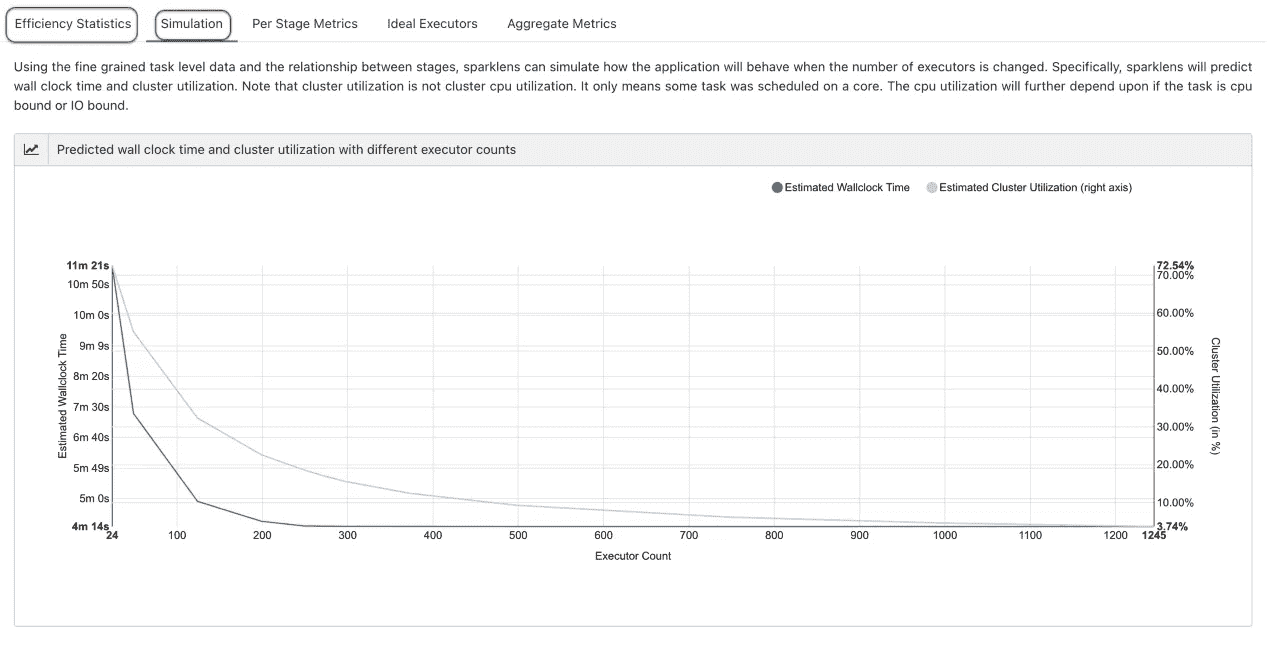 Efficiency Statistics Simulation Per Stage Metrics Ideal Executors Aggregate Metrics
Using the fine grained task level data and the relationship between stages, sparklens can simulate how the application will behave when the number of executors is changed. Specifically, sparklens will predict
wall clock time and cluster utilization. Note that cluster utilization is not cluster cpu utilization. It only means some task was scheduled on a core. The cpu utilization will further depend upon if the task is cpu
bound or IO bound.
Predicted wall clock time and cluster utilization with different executor counts
Estimated Wallclock Time Estimated Cluster Utilization (right axis)
Estimated Wallclock Time
11m 21s
10m 50s
10m 0s
9m 9s
8m 20s
7m 30s
6m 40s
5m 49s
5m 0s
4m 14s
72.54%
70.00%
60.00%
50.00%
40.00%
30.00%
20.00%
10.00%
3.74%
Cluster Utilization (in %)
24 100 200 300 400 500 600 700 800 900 1000 1100 1200 1245
Executor Count